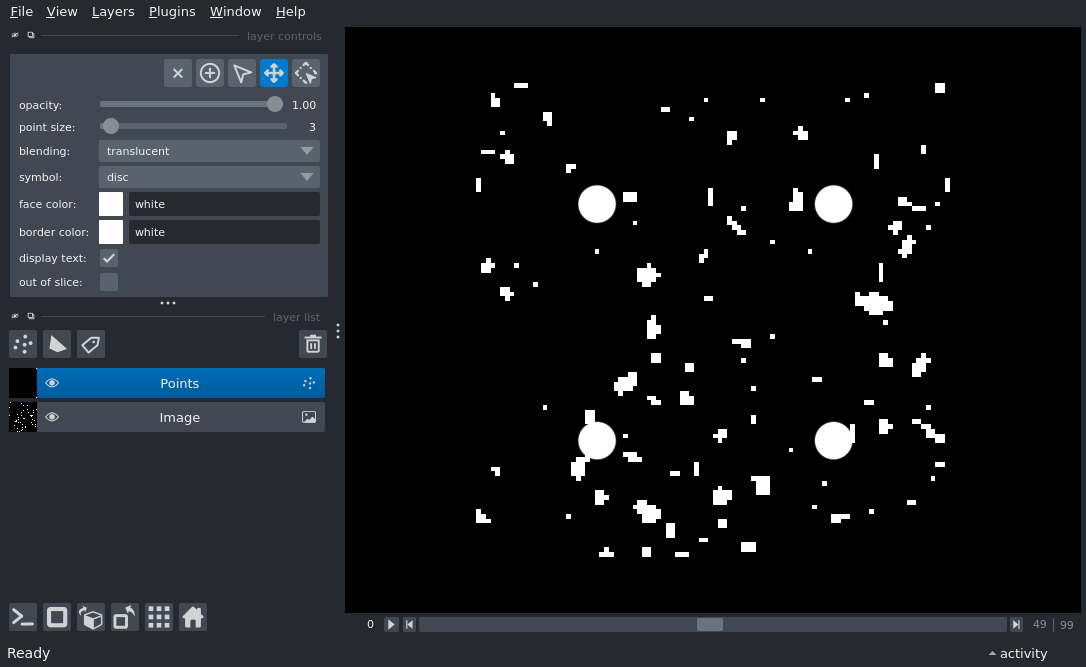 File View Layers Plugins Window Help
layer controls
opacity: 1.00
point size: 3
blending: translucent
symbol: disc
face color: white
border color: white
display text:
out of slice:
layer list
Points
Image
0 49 99
Ready activity